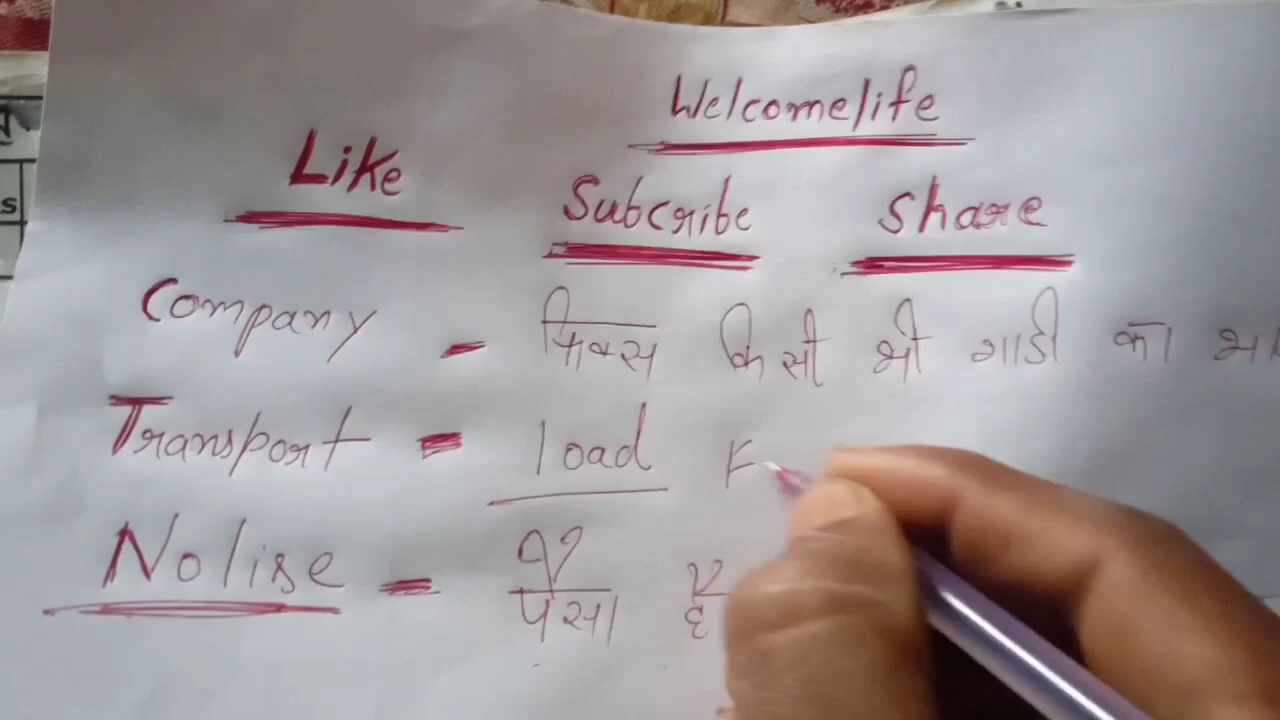 Welcomelife
Like Subcribe Share
Company - फिक्स किसी भी गाडी का
Transport = load
Nolise = पैसा